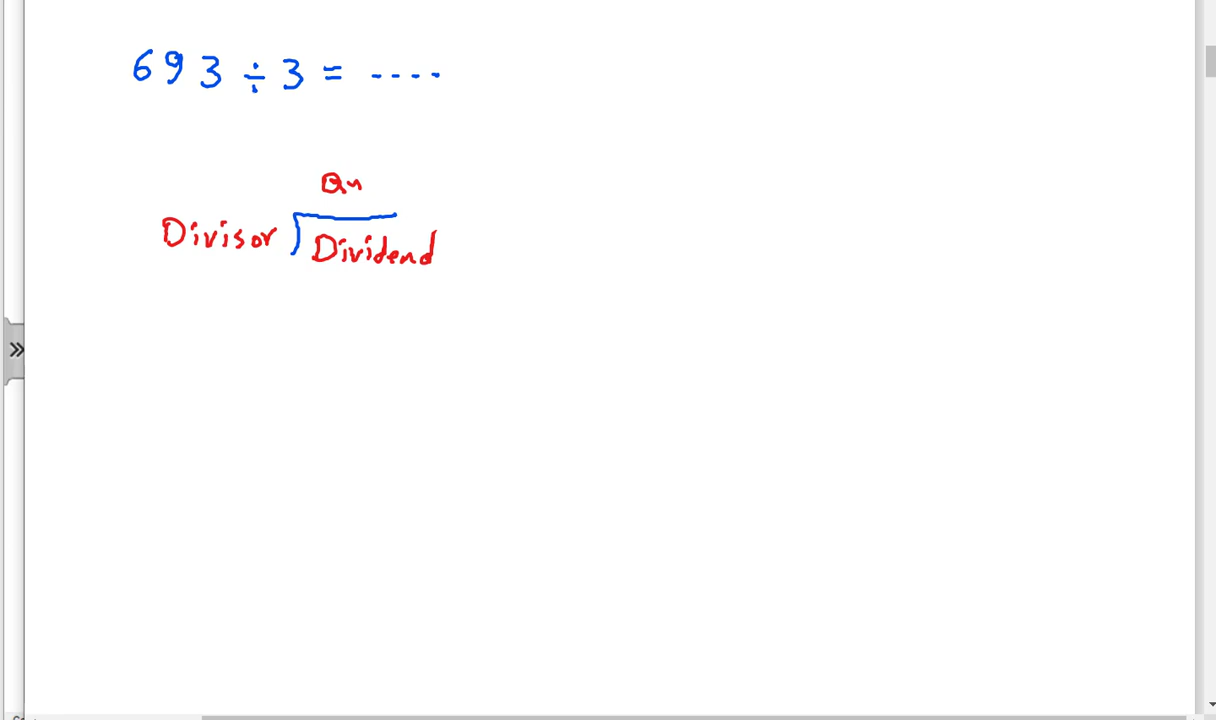 693 ÷ 3 = ----
Qu
Divisor Dividend